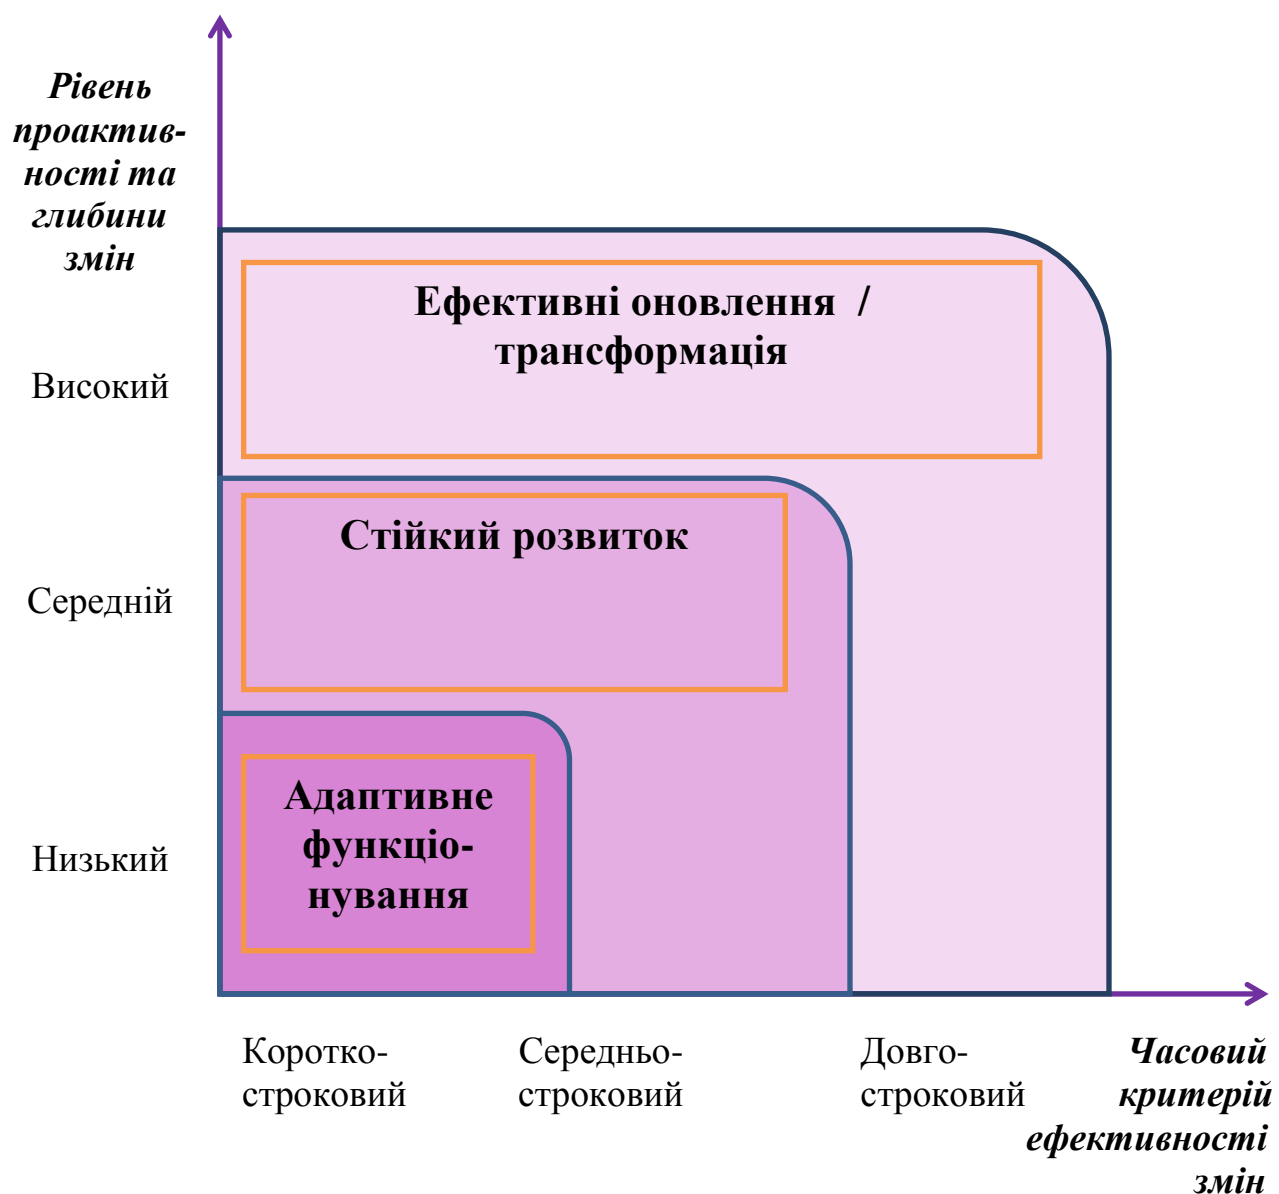 Рівень
проактив-
ності та
глибини
змін
Ефективні оновлення /
трансформація
Високий
Стійкий розвиток
Середній
Адаптивне
функціо-
нування
Низький
Коротко-
строковий
Середньо-
строковий
Довго-
строковий
Часовий
критерій
ефективності
змін